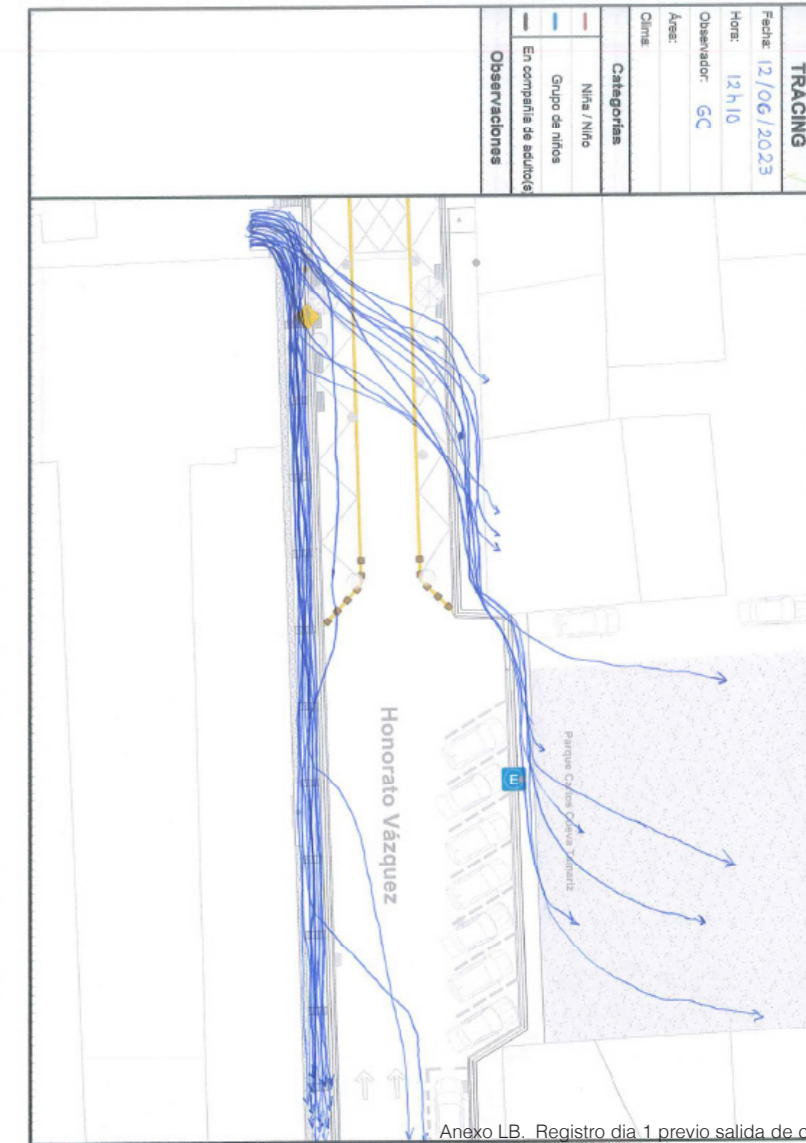 TRACING
Fecha: 12/06/2023
Hora: 12h10
Observador: GC
Área:
Clima:
Categorías
Niña / Niño
Grupo de niños
En compañía de adulto(s)
Observaciones
Honorato Vázquez
Parque Carlos Cueva Tamariz
E
Anexo LB. Registro dia 1 previo salida de